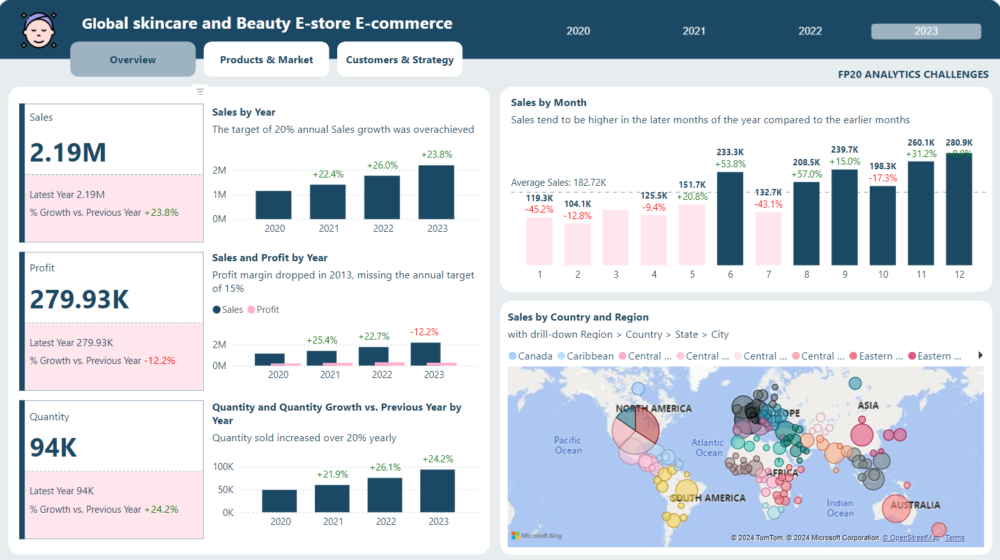 Global skincare and Beauty E-store E-commerce
2020
2021
2022
2023
Overview
Products & Market
Customers & Strategy
FP20 ANALYTICS CHALLENGES
Sales
2.19M
Latest Year 2.19M
% Growth vs. Previous Year +23.8%
Sales by Year
The target of 20% annual Sales growth was overachieved
+23.8%
+26.0%
+22.4%
2M
1M
0M
2020
2021
2022
2023
Profit
279.93K
Latest Year 279.93K
% Growth vs. Previous Year -12.2%
Sales and Profit by Year
Profit margin dropped in 2013, missing the annual target
of 15%
Sales
Profit
-12.2%
+22.7%
+25.4%
2M
0M
2020
2021
2022
2023
Quantity
94K
Latest Year 94K
% Growth vs. Previous Year +24.2%
Quantity and Quantity Growth vs. Previous Year by
Year
Quantity sold increased over 20% yearly
+24.2%
+26.1%
+21.9%
100K
50K
0K
2020
2021
2022
2023
Sales by Month
Sales tend to be higher in the later months of the year compared to the earlier months
Average Sales: 182.72K
119.3K
-45.2%
104.1K
-12.8%
125.5K
-9.4%
151.7K
+20.8%
233.3K
+53.8%
132.7K
-43.1%
208.5K
+57.0%
239.7K
+15.0%
198.3K
-17.3%
260.1K
+31.2%
280.9K
+8.0%
1
2
3
4
5
6
7
8
9
10
11
12
Sales by Country and Region
with drill-down Region > Country > State > City
Canada
Caribbean
Central ...
Central ...
Central ...
Central ...
Eastern ...
Eastern ...
NORTH AMERICA
EUROPE
ASIA
Pacific
Ocean
Atlantic
Ocean
AFRICA
SOUTH AMERICA
Indian
Ocean
AUSTRALIA
Microsoft Bing
© 2024 TomTom, © 2024 Microsoft Corporation, © OpenStreetMap Terms